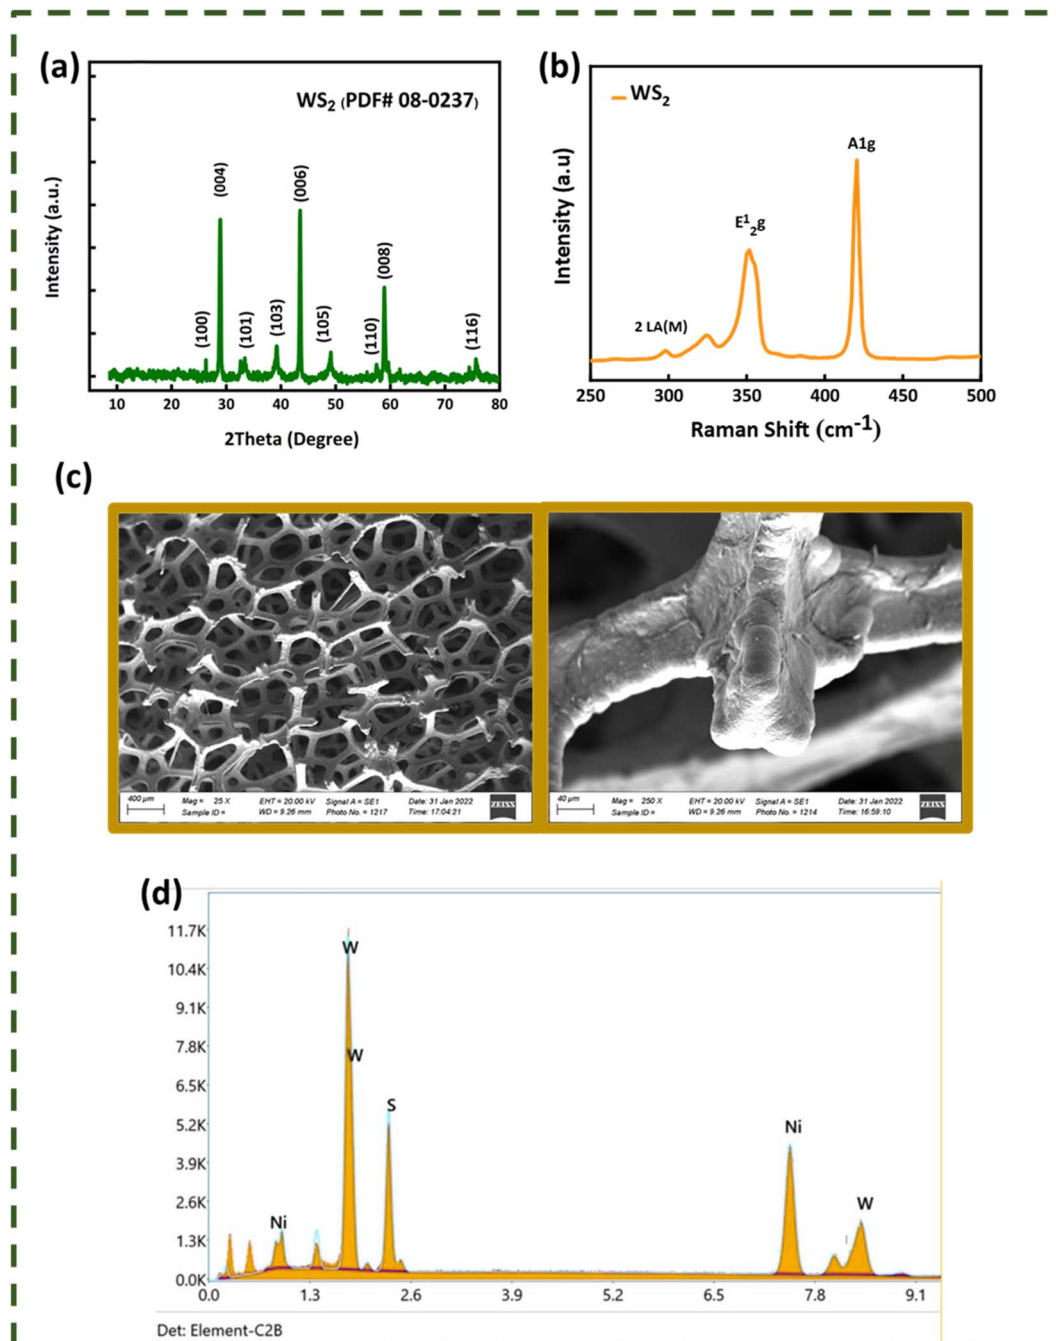 (a)
WS2 (PDF# 08-0237)
(100)
(004)
(101)
(103)
(006)
(105)
(110)
(008)
(116)
Intensity (a.u.)
10 20 30 40 50 60 70 80
2Theta (Degree)
(b)
WS2
2 LA(M)
E12g
A1g
Intensity (a.u)
250 300 350 400 450 500
Raman Shift (cm-1)
(c)
400 µm
Mag = 25 X EHT = 20.00 kV Signal A = SE1 Date: 31 Jan 2022
Sample ID = WD = 9.26 mm Photo No. = 1217 Time: 17:04:21
ZEISS
40 µm
Mag = 250 X EHT = 20.00 kV Signal A = SE1 Date: 31 Jan 2022
Sample ID = WD = 9.26 mm Photo No. = 1214 Time: 16:59:10
ZEISS
(d)
11.7K
10.4K
9.1K
7.8K
6.5K
5.2K
3.9K
2.6K
1.3K
0.0K
Ni
W
W
S
Ni
W
0.0 1.3 2.6 3.9 5.2 6.5 7.8 9.1
Det: Element-C2B